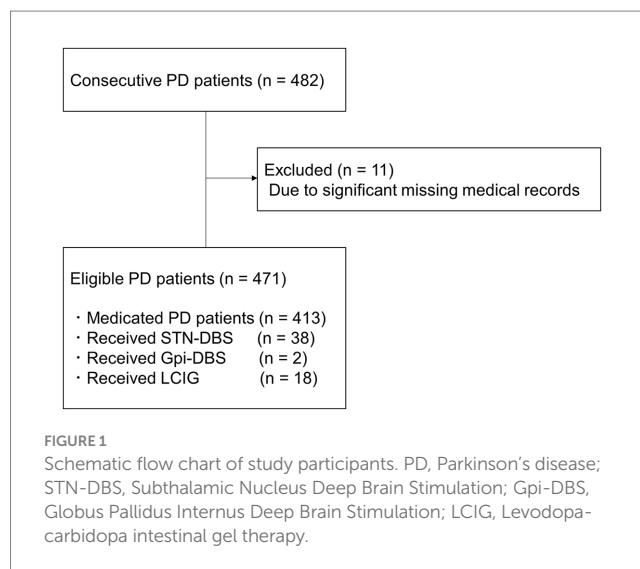 Consecutive PD patients (n = 482)
Excluded (n = 11)
Due to significant missing medical records
Eligible PD patients (n = 471)
・Medicated PD patients (n = 413)
・Received STN-DBS (n = 38)
・Received Gpi-DBS (n = 2)
・Received LCIG (n = 18)
FIGURE 1
Schematic flow chart of study participants. PD, Parkinson’s disease;
STN-DBS, Subthalamic Nucleus Deep Brain Stimulation; Gpi-DBS,
Globus Pallidus Internus Deep Brain Stimulation; LCIG, Levodopa-
carbidopa intestinal gel therapy.